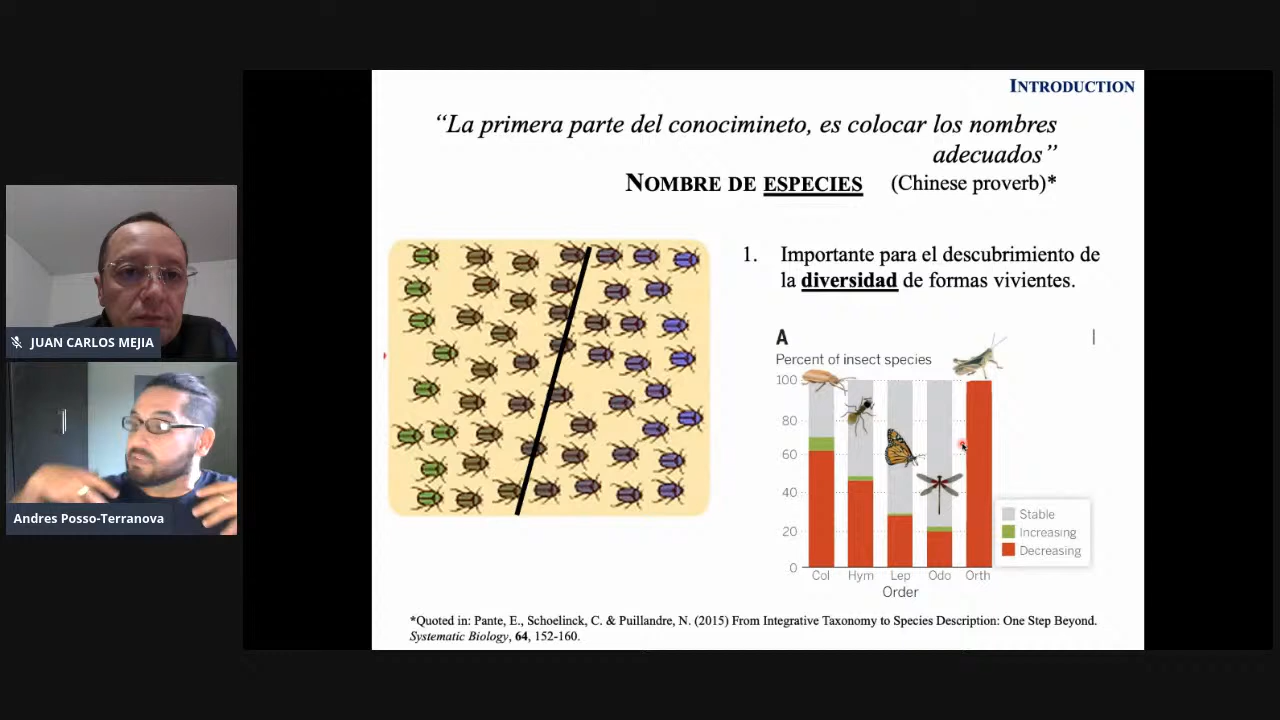 INTRODUCTION
“La primera parte del conocimineto, es colocar los nombres
adecuados”
NOMBRE DE ESPECIES (Chinese proverb)*
1. Importante para el descubrimiento de
la diversidad de formas vivientes.
A
Percent of insect species
100
80
60
40
20
0
Col Hym Lep Odo Orth
Order
Stable
Increasing
Decreasing
*Quoted in: Pante, E., Schoelinck, C. & Puillandre, N. (2015) From Integrative Taxonomy to Species Description: One Step Beyond.
Systematic Biology, 64, 152-160.
JUAN CARLOS MEJIA
Andres Posso-Terranova